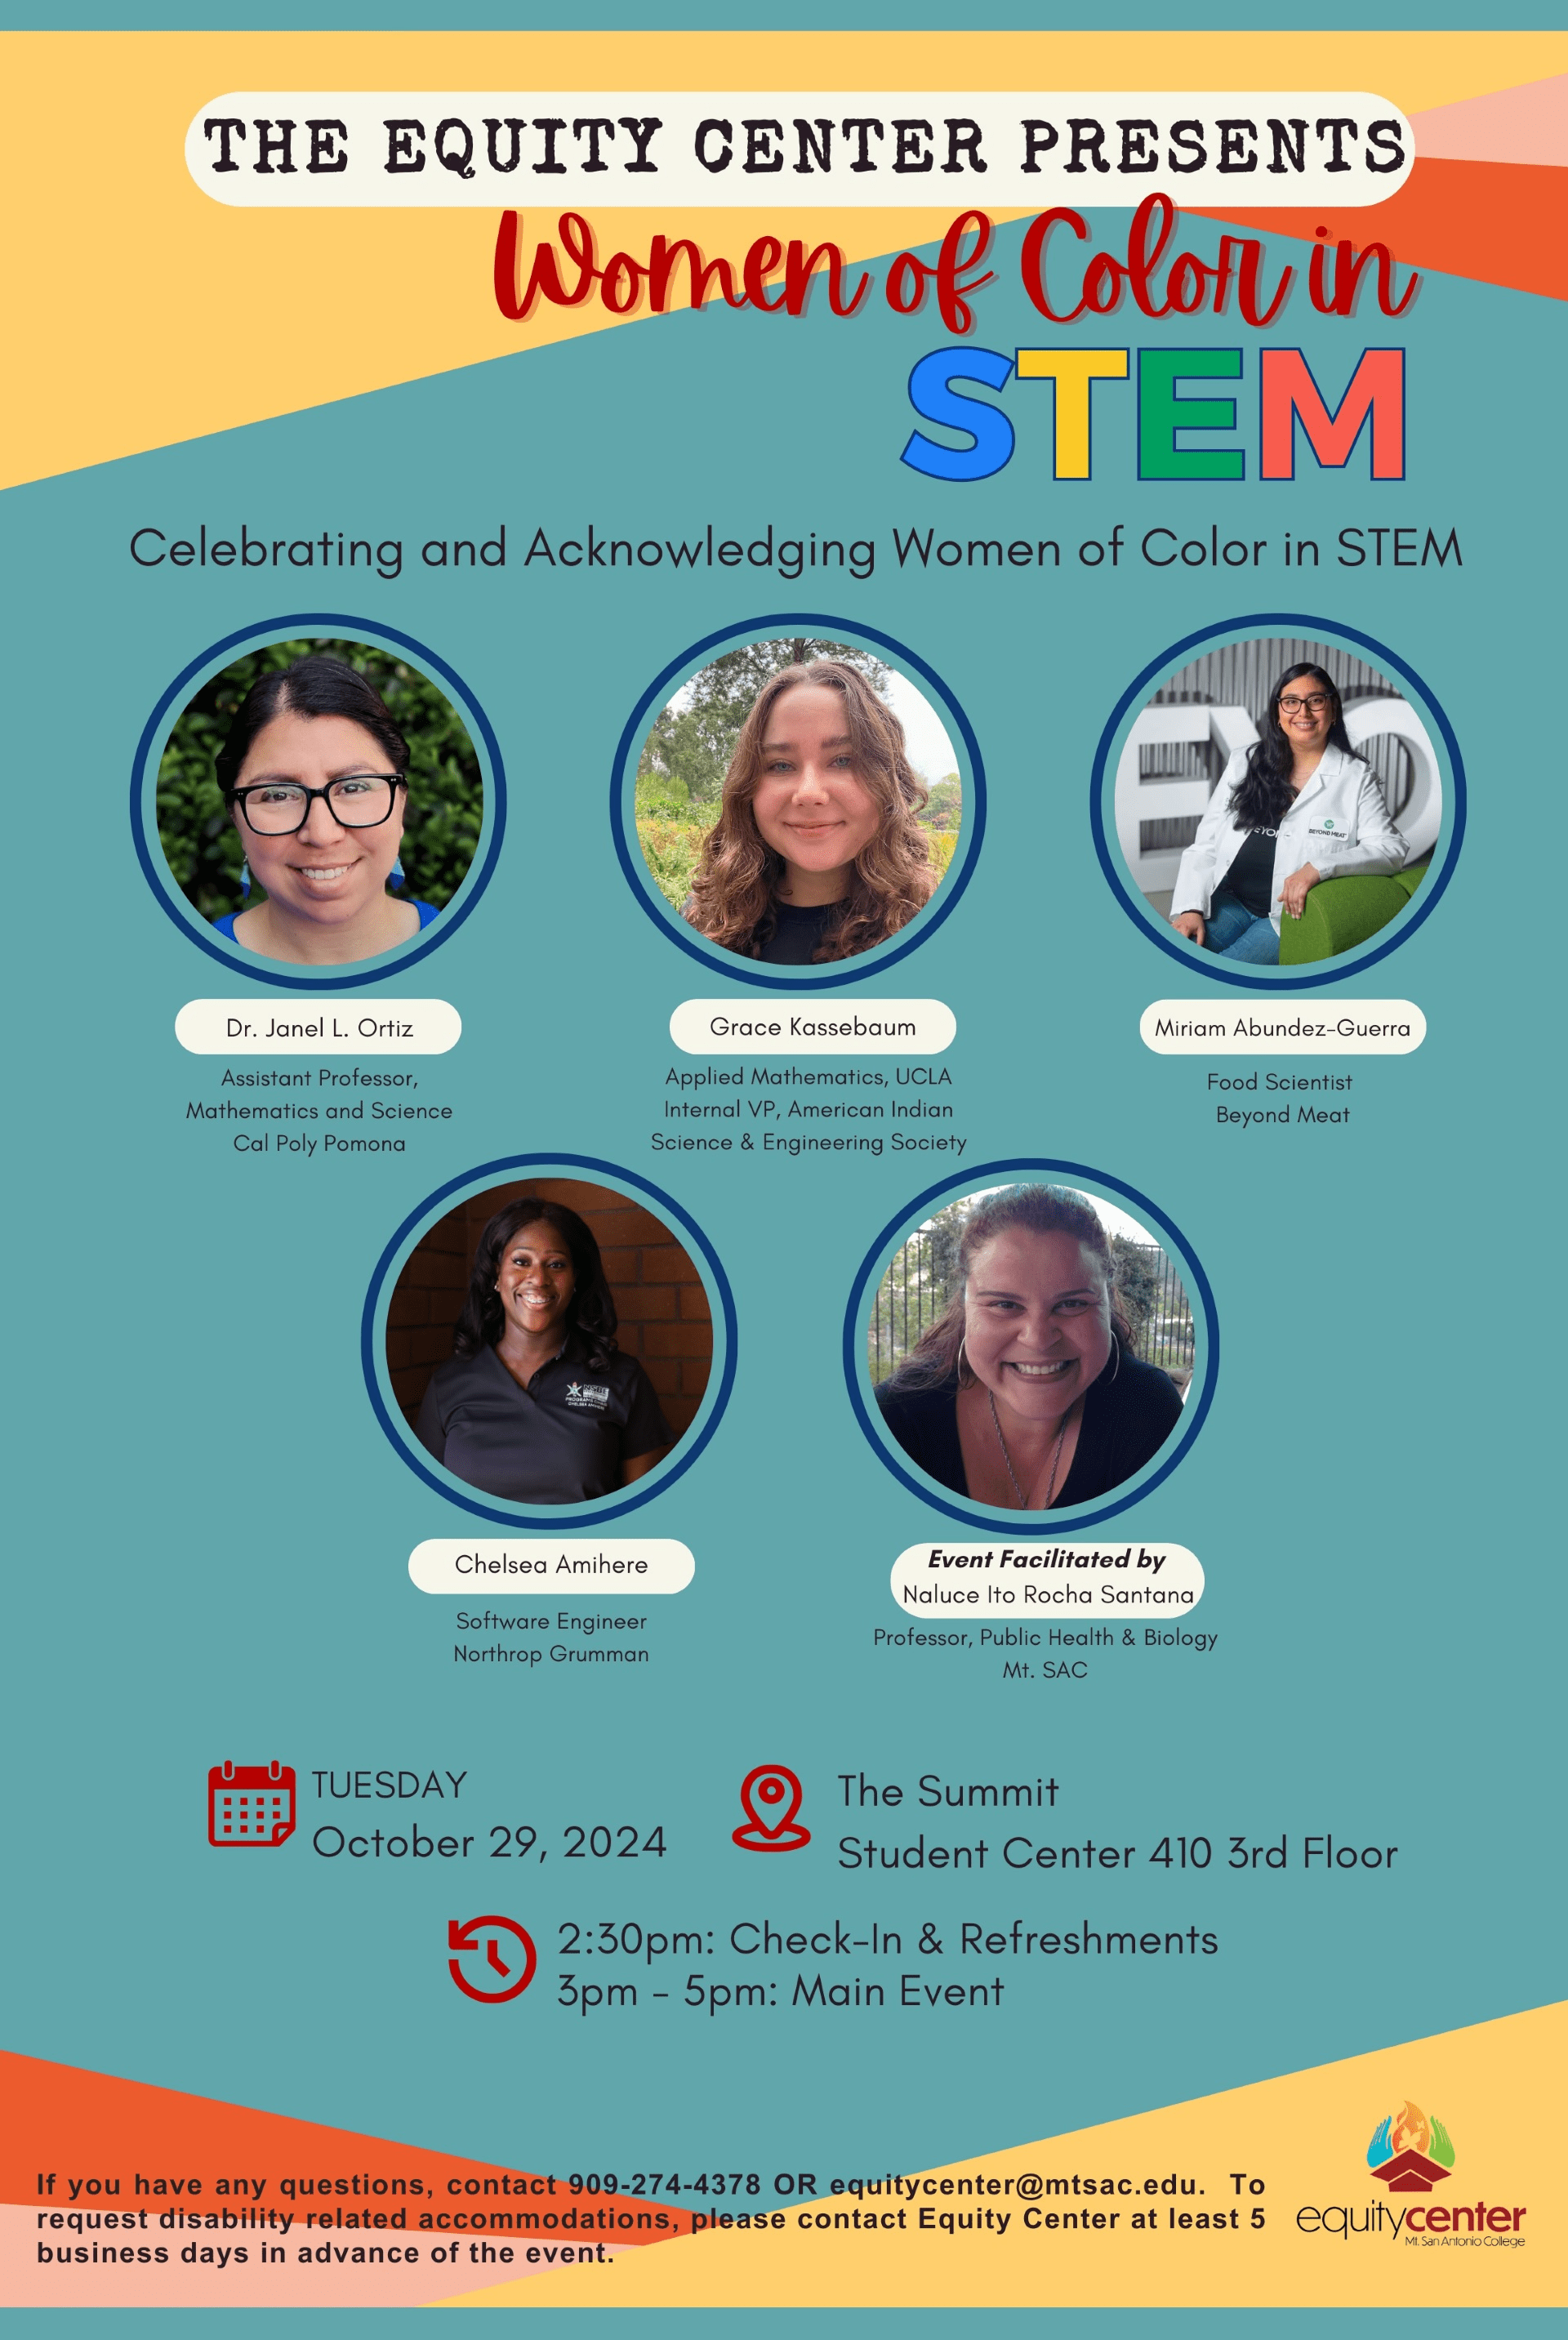 THE EQUITY CENTER PRESENTS
Women of Color in
STEM
Celebrating and Acknowledging Women of Color in STEM
BEYOND MEAT
Dr. Janel L. Ortiz
Assistant Professor,
Mathematics and Science
Cal Poly Pomona
Grace Kassebaum
Applied Mathematics, UCLA
Internal VP, American Indian
Science & Engineering Society
Miriam Abundez-Guerra
Food Scientist
Beyond Meat
Chelsea Amihere
Software Engineer
Northrop Grumman
Event Facilitated by
Naluce Ito Rocha Santana
Professor, Public Health & Biology
Mt. SAC
TUESDAY
October 29, 2024
The Summit
Student Center 410 3rd Floor
2:30pm: Check-In & Refreshments
3pm - 5pm: Main Event
If you have any questions, contact 909-274-4378 OR equitycenter@mtsac.edu. To
request disability related accommodations, please contact Equity Center at least 5
business days in advance of the event.
equitycenter
Mt. San Antonio College